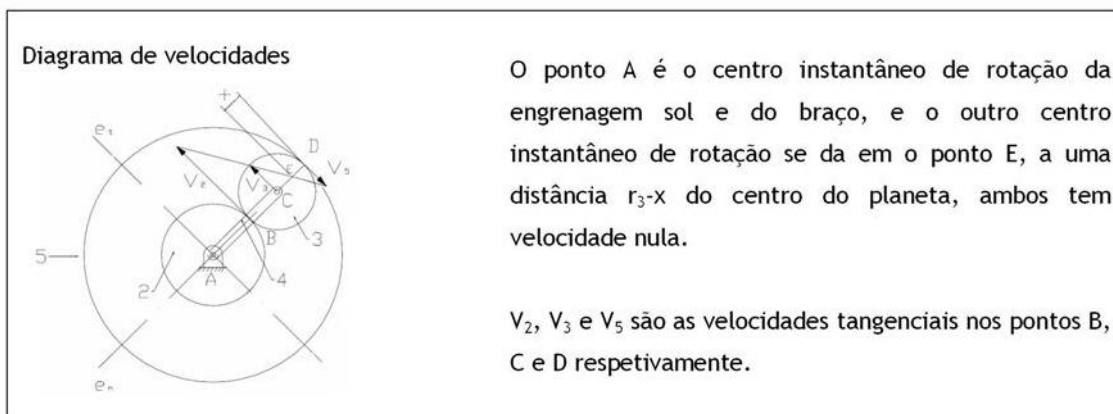 Diagrama de velocidades
e₁
D
V₅
V₂
V₃
E
C
B
3
5
2
A
4
eₙ
O ponto A é o centro instantâneo de rotação da
engrenagem sol e do braço, e o outro centro
instantâneo de rotação se da em o ponto E, a uma
distância r₃-x do centro do planeta, ambos tem
velocidade nula.
V₂, V₃ e V₅ são as velocidades tangenciais nos pontos B,
C e D respetivamente.